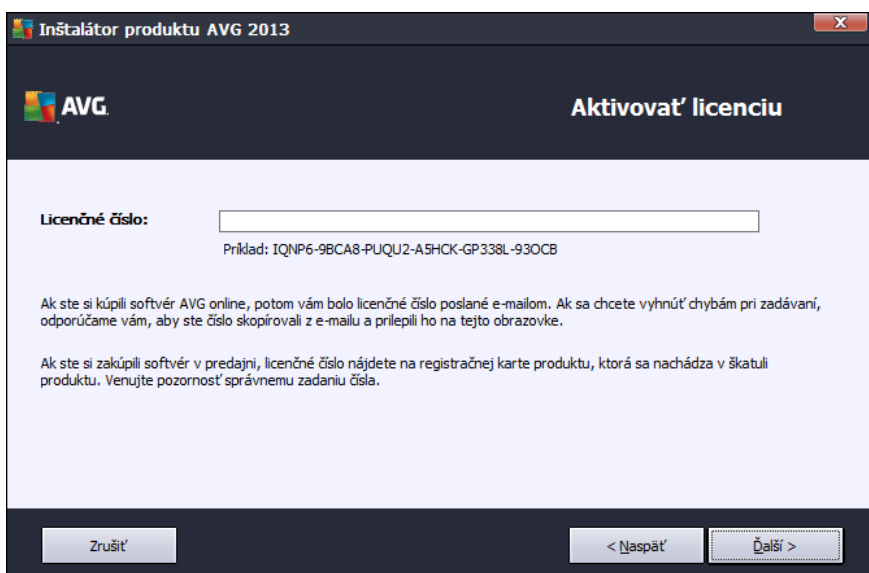 Inštalátor produktu AVG 2013
X
AVG.
Aktivovať licenciu
Licenčné číslo:
Príklad: IQNP6-9BCA8-PUQU2-A5HCK-GP338L-93OCB
Ak ste si kúpili softvér AVG online, potom vám bolo licenčné číslo poslané e-mailom. Ak sa chcete vyhnúť chybám pri zadávaní,
odporúčame vám, aby ste číslo skopírovali z e-mailu a prilepili ho na tejto obrazovke.
Ak ste si zakúpili softvér v predajni, licenčné číslo nájdete na registračnej karte produktu, ktorá sa nachádza v škatuli
produktu. Venujte pozornosť správnemu zadaniu čísla.
Zrušiť
< Naspäť
Ďalší >